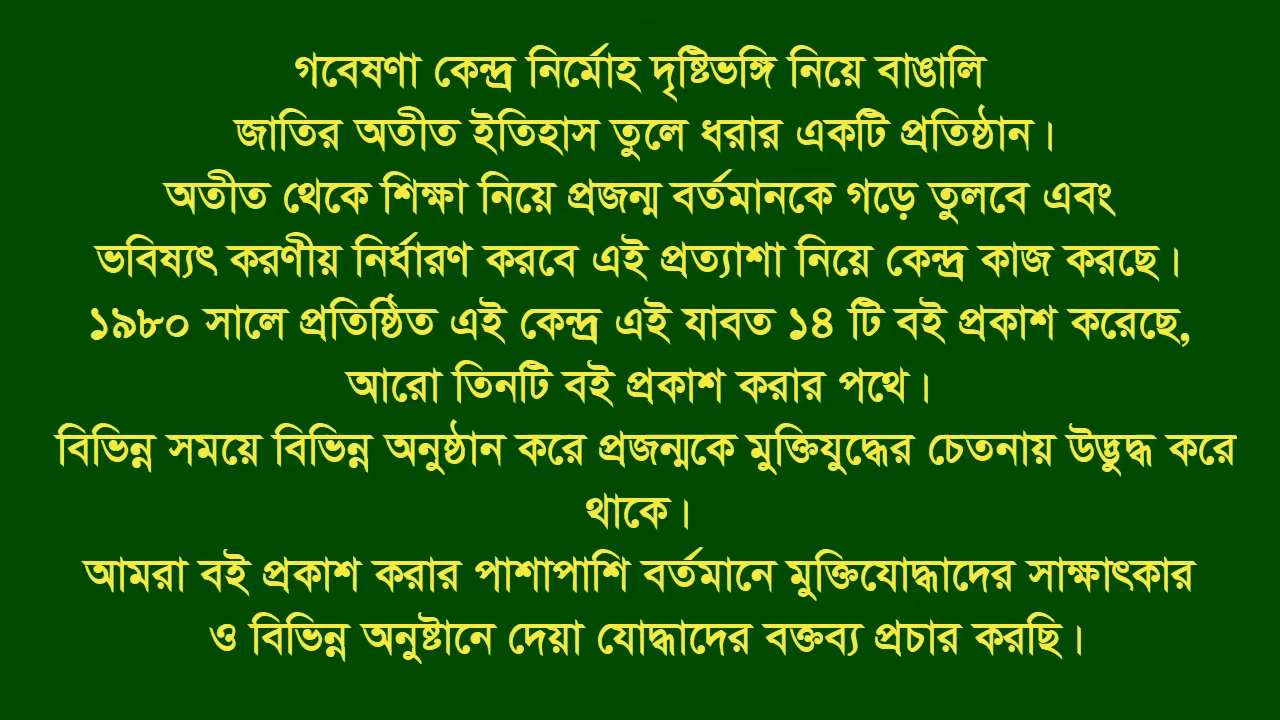 গবেষণা কেন্দ্র নির্মোহ দৃষ্টিভঙ্গি নিয়ে বাঙালি
জাতির অতীত ইতিহাস তুলে ধরার একটি প্রতিষ্ঠান।
অতীত থেকে শিক্ষা নিয়ে প্রজন্ম বর্তমানকে গড়ে তুলবে এবং
ভবিষ্যৎ করণীয় নির্ধারণ করবে এই প্রত্যাশা নিয়ে কেন্দ্র কাজ করছে।
১৯৮০ সালে প্রতিষ্ঠিত এই কেন্দ্র এই যাবত ১৪ টি বই প্রকাশ করেছে,
আরো তিনটি বই প্রকাশ করার পথে।
বিভিন্ন সময়ে বিভিন্ন অনুষ্ঠান করে প্রজন্মকে মুক্তিযুদ্ধের চেতনায় উদ্ভুদ্ধ করে
থাকে।
আমরা বই প্রকাশ করার পাশাপাশি বর্তমানে মুক্তিযোদ্ধাদের সাক্ষাৎকার
ও বিভিন্ন অনুষ্টানে দেয়া যোদ্ধাদের বক্তব্য প্রচার করছি।